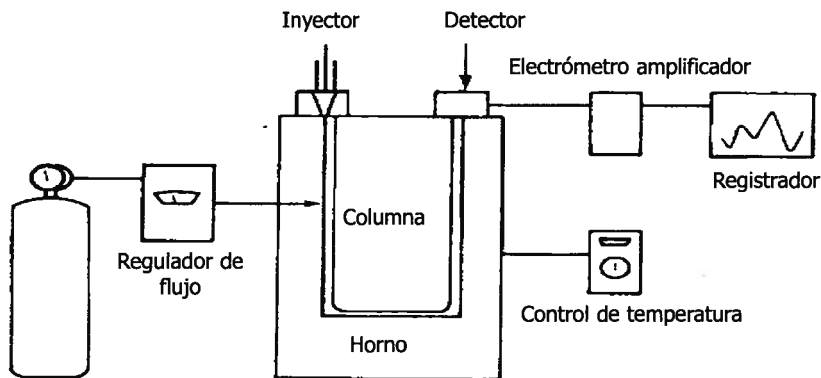 Inyector
Detector
Electrómetro amplificador
Registrador
Columna
Regulador de
flujo
Control de temperatura
Horno